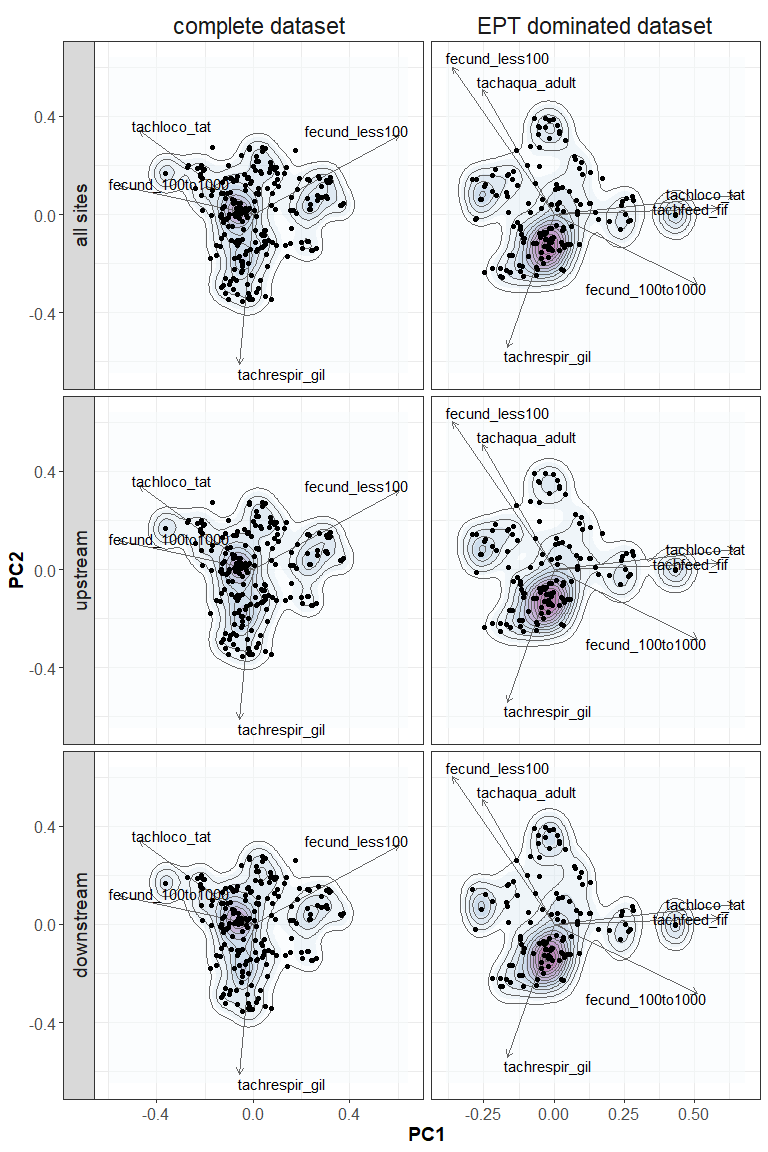 complete dataset
EPT dominated dataset
all sites
0.4
0.0
-0.4
tachloco_tat
fecund_less100
fecund_100to1000
tachrespir_gil
fecund_less100
tachaqua_adult
tachloco_tat
tachfeed_fif
fecund_100to1000
tachrespir_gil
PC2
upstream
0.4
0.0
-0.4
tachloco_tat
fecund_less100
fecund_100to1000
tachrespir_gil
fecund_less100
tachaqua_adult
tachloco_tat
tachfeed_fif
fecund_100to1000
tachrespir_gil
downstream
0.4
0.0
-0.4
tachloco_tat
fecund_less100
fecund_100to1000
tachrespir_gil
fecund_less100
tachaqua_adult
tachloco_tat
tachfeed_fif
fecund_100to1000
tachrespir_gil
-0.4 0.0 0.4
-0.25 0.00 0.25 0.50
PC1